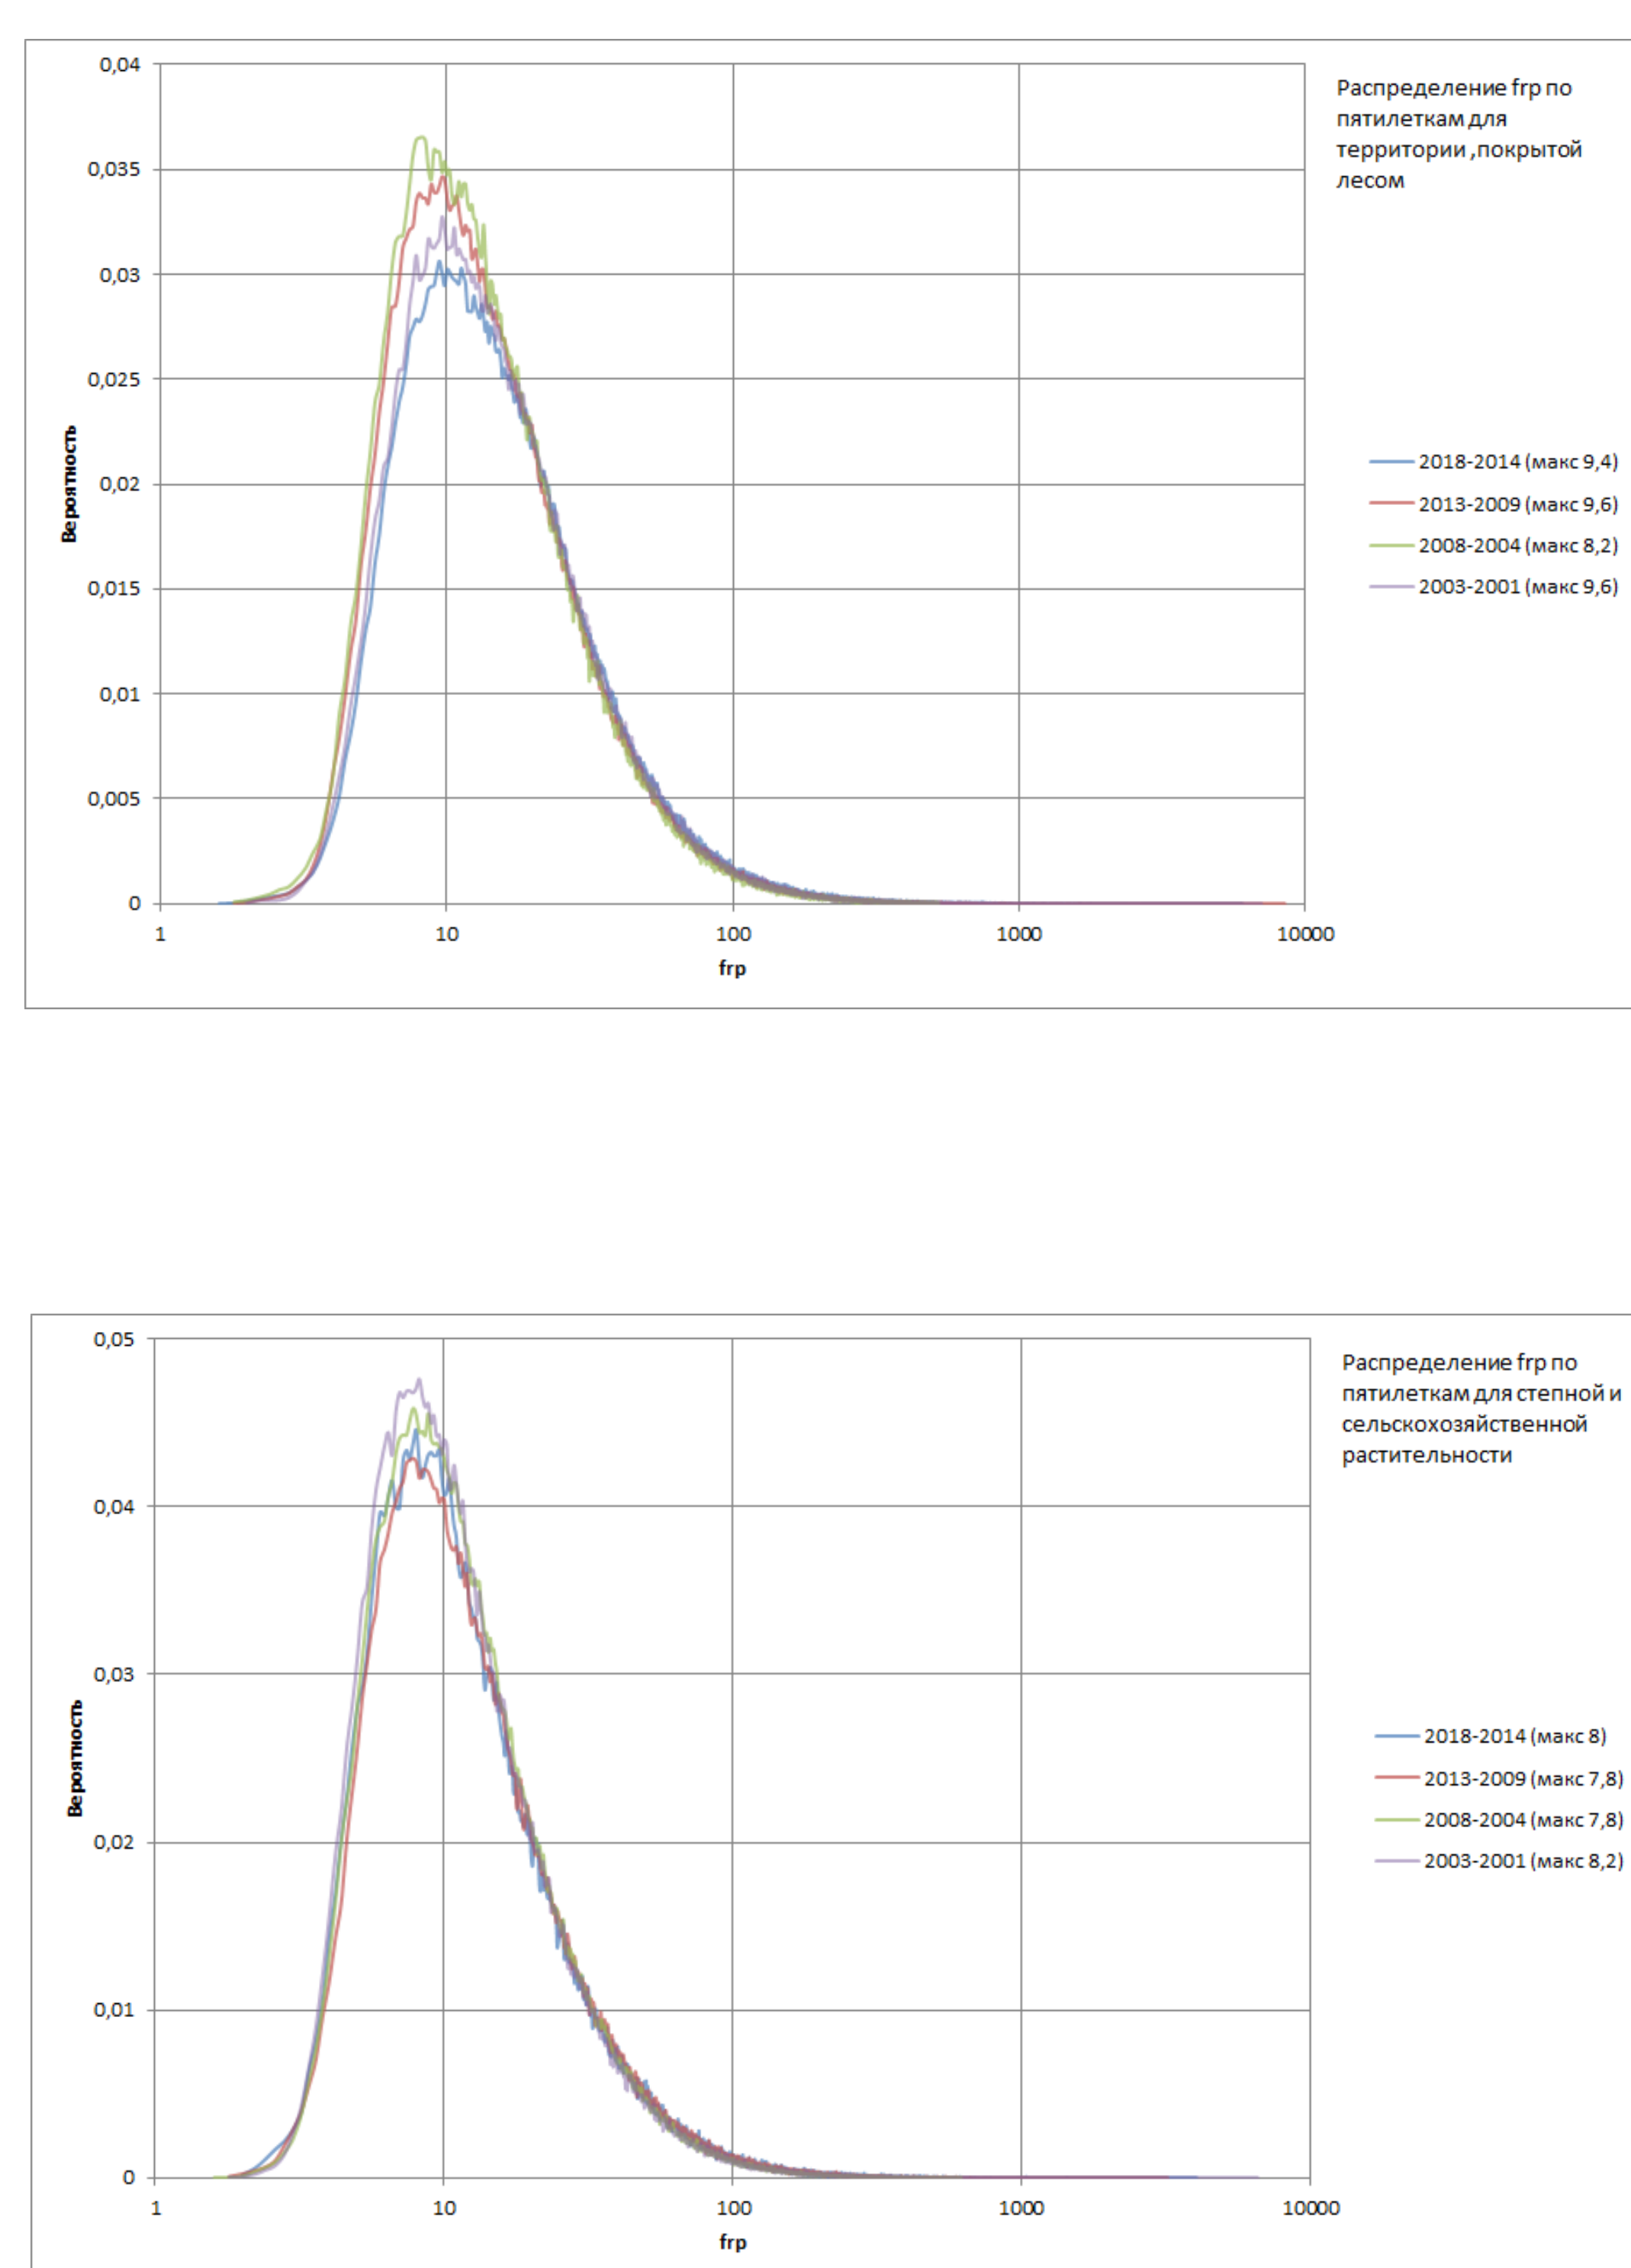 Распределение frp по
пятилеткам для
территории ,покрытой
лесом
0,04
0,035
0,03
0,025
0,02
0,015
0,01
0,005
0
Вероятность
1 10 100 1000 10000
frp
2018-2014 (макс 9,4)
2013-2009 (макс 9,6)
2008-2004 (макс 8,2)
2003-2001 (макс 9,6)
Распределение frp по
пятилеткам для степной и
сельскохозяйственной
растительности
0,05
0,04
0,03
0,02
0,01
0
Вероятность
1 10 100 1000 10000
frp
2018-2014 (макс 8)
2013-2009 (макс 7,8)
2008-2004 (макс 7,8)
2003-2001 (макс 8,2)